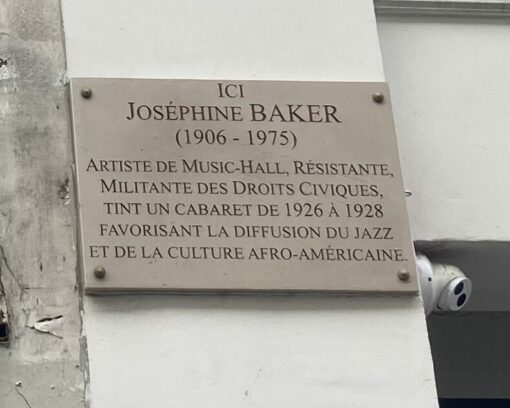 ICI
JOSÉPHINE BAKER
(1906 - 1975)
ARTISTE DE MUSIC-HALL, RÉSISTANTE,
MILITANTE DES DROITS CIVIQUES,
TINT UN CABARET DE 1926 À 1928
FAVORISANT LA DIFFUSION DU JAZZ
ET DE LA CULTURE AFRO-AMÉRICAINE.